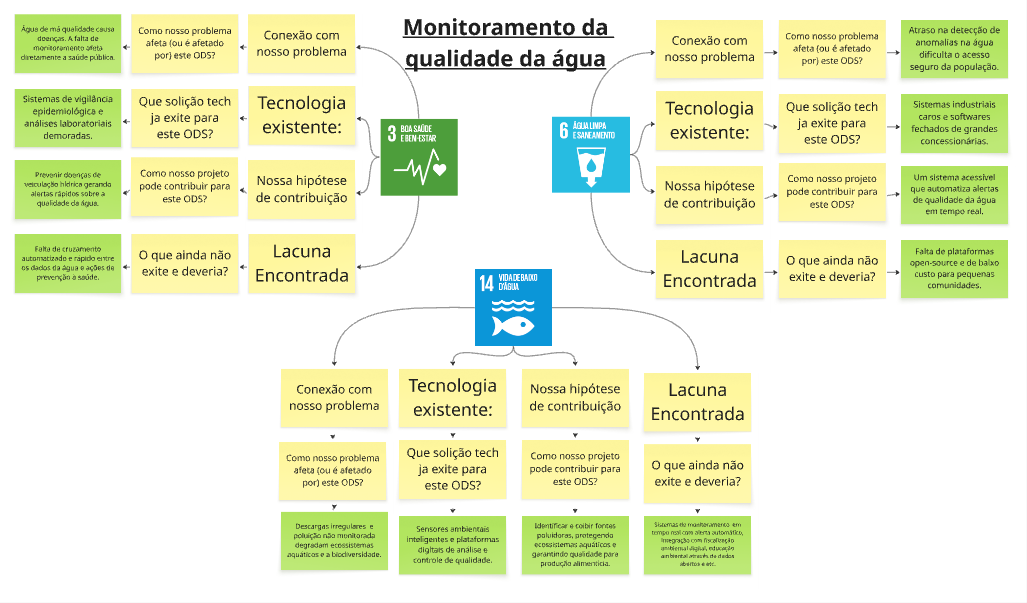 Monitoramento da
qualidade da água
Água de má qualidade causa
doenças. A falta de
monitoramento afeta
diretamente a saúde pública.
Como nosso problema
afeta (ou é afetado
por) este ODS?
Conexão com
nosso problema
Sistemas de vigilância
epidemiológica e
análises laboratoriais
demoradas.
Que solição tech
ja exite para
este ODS?
Tecnologia
existente:
Prevenir doenças de
veiculação hídrica gerando
alertas rápidos sobre a
qualidade da água.
Como nosso projeto
pode contribuir para
este ODS?
Nossa hipótese
de contribuição
Falta de cruzamento
automatizado e rápido entre
os dados da água e ações de
prevenção à saúde.
O que ainda não
exite e deveria?
Lacuna
Encontrada
3 BOA SAÚDE
E BEM-ESTAR
6 ÁGUA LIMPA
E SANEAMENTO
Conexão com
nosso problema
Como nosso problema
afeta (ou é afetado
por) este ODS?
Atraso na detecção de
anomalias na água
dificulta o acesso
seguro da população.
Tecnologia
existente:
Que solição tech
ja exite para
este ODS?
Sistemas industriais
caros e softwares
fechados de grandes
concessionárias.
Nossa hipótese
de contribuição
Como nosso projeto
pode contribuir para
este ODS?
Um sistema acessível
que automatiza alertas
de qualidade da água
em tempo real.
Lacuna
Encontrada
O que ainda não
exite e deveria?
Falta de plataformas
open-source e de baixo
custo para pequenas
comunidades.
14 VIDA DE BAIXO
D'ÁGUA
Conexão com
nosso problema
Como nosso problema
afeta (ou é afetado
por) este ODS?
Descargas irregulares e
poluição não monitorada
degradam ecossistemas
aquáticos e a biodiversidade.
Tecnologia
existente:
Que solição tech
ja exite para
este ODS?
Sensores ambientais
inteligentes e plataformas
digitais de análise e
controle de qualidade.
Nossa hipótese
de contribuição
Como nosso projeto
pode contribuir para
este ODS?
Identificar e coibir fontes
poluidoras, protegendo
ecossistemas aquáticos e
garantindo qualidade para
produção alimentícia.
Lacuna
Encontrada
O que ainda não
exite e deveria?
Sistemas de monitoramento em
tempo real com alerta automático,
integração com fiscalização
ambiental digital, educação
ambiental através de dados
abertos e etc.